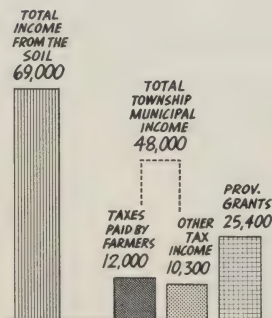 TOTAL
INCOME
FROM THE
SOIL
69,000
TOTAL
TOWNSHIP
MUNICIPAL
INCOME
48,000
TAXES
PAID BY
FARMERS
12,000
OTHER
TAX
INCOME
10,300
PROV.
GRANTS
25,400